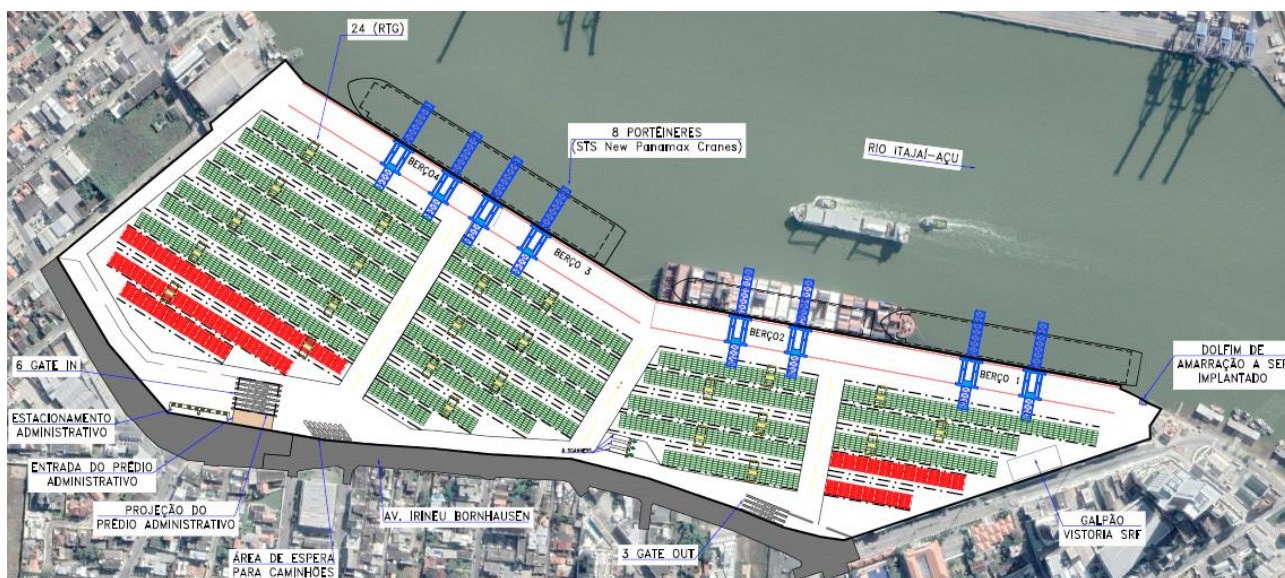 24 (RTG)
8 PORTÊINERES
(STS New Panamax Cranes)
RIO ITAJAÍ-AÇU
BERÇO4
BERÇO 3
BERÇO2
BERÇO 1
DOLFIM DE
AMARRAÇÃO A SER
IMPLANTADO
6 GATE IN
ESTACIONAMENTO
ADMINISTRATIVO
ENTRADA DO PRÉDIO
ADMINISTRATIVO
PROJEÇÃO DO
PRÉDIO ADMINISTRATIVO
ÁREA DE ESPERA
PARA CAMINHÕES
AV. IRINEU BORNHAUSEN
SCANNERS
3 GATE OUT
GALPÃO
VISTORIA SRF